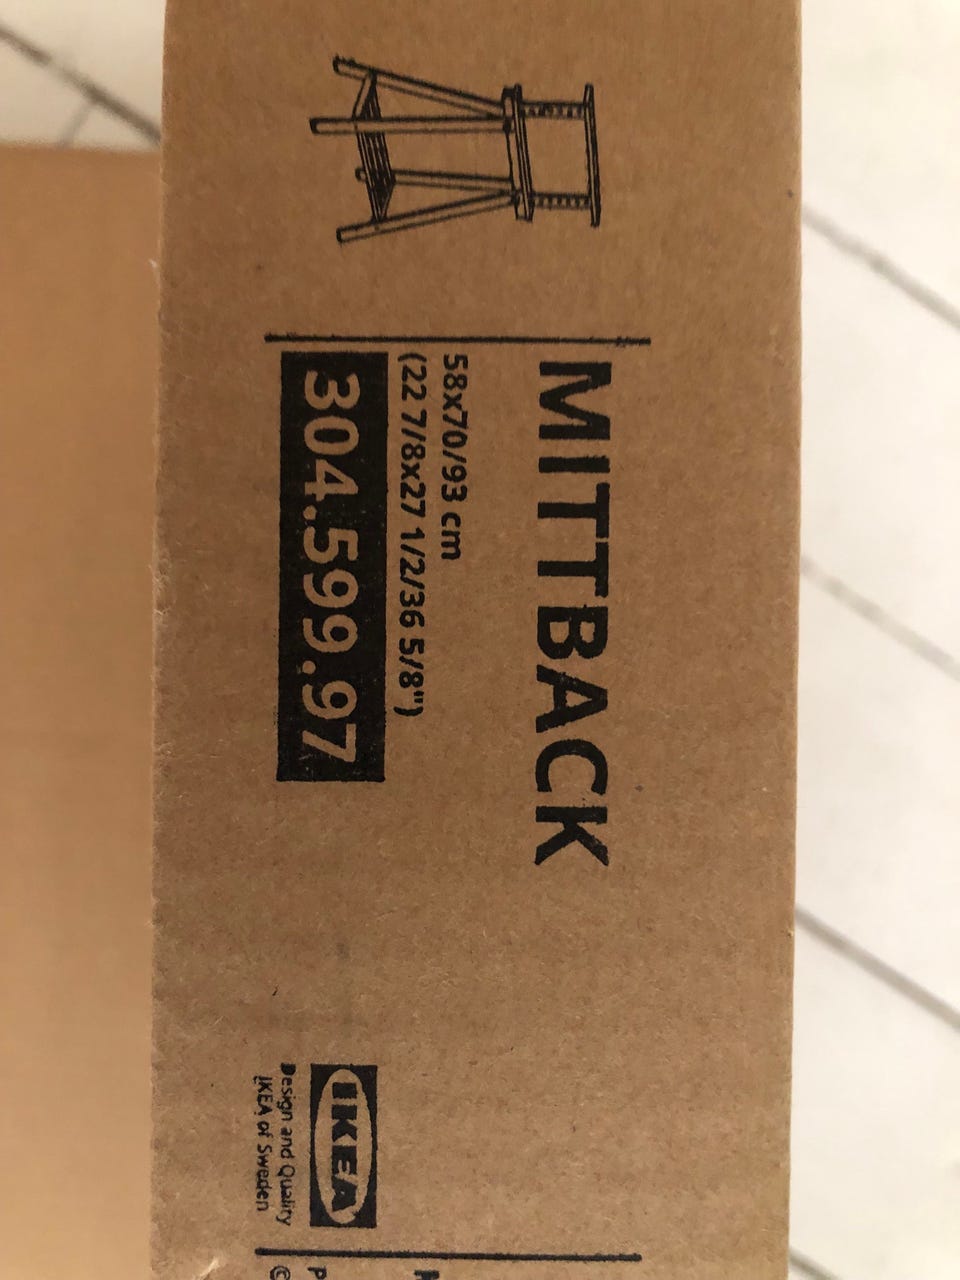 MITTBACK
58x70/93 cm
(22 7/8x27 1/2/36 5/8")
304.599.97
IKEA
Design and Quality
IKEA of Sweden